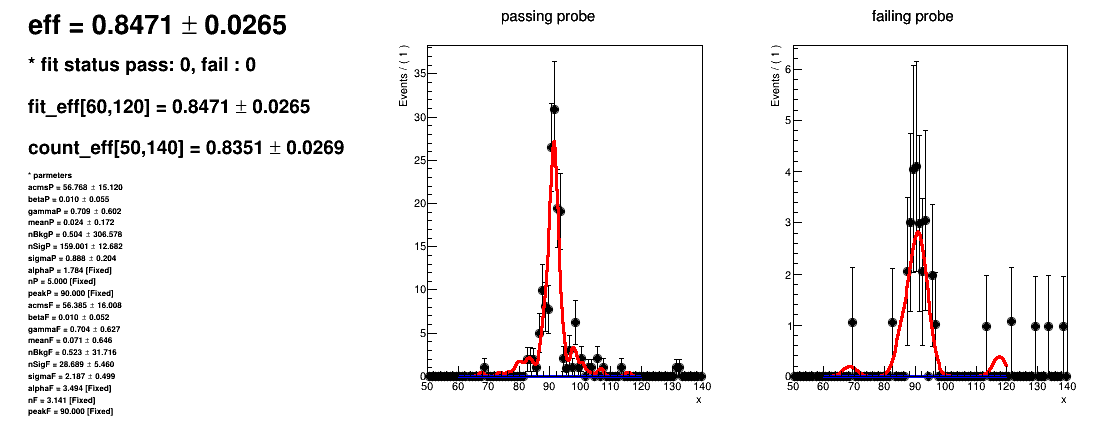 eff = 0.8471 ± 0.0265
* fit status pass: 0, fail : 0
fit_eff[60,120] = 0.8471 ± 0.0265
count_eff[50,140] = 0.8351 ± 0.0269
* parmeters
acmsP = 56.768 ± 15.120
betaP = 0.010 ± 0.055
gammaP = 0.709 ± 0.602
meanP = 0.024 ± 0.172
nBkgP = 0.504 ± 306.578
nSigP = 159.001 ± 12.682
sigmaP = 0.888 ± 0.204
alphaP = 1.784 [Fixed]
nP = 5.000 [Fixed]
peakP = 90.000 [Fixed]
acmsF = 56.385 ± 16.008
betaF = 0.010 ± 0.052
gammaF = 0.704 ± 0.627
meanF = 0.071 ± 0.646
nBkgF = 0.523 ± 31.716
nSigF = 28.689 ± 5.460
sigmaF = 2.187 ± 0.499
alphaF = 3.494 [Fixed]
nF = 3.141 [Fixed]
peakF = 90.000 [Fixed]
passing probe
Events / ( 1 )
35
30
25
20
15
10
5
0
50 60 70 80 90 100 110 120 130 140
x
failing probe
Events / ( 1 )
6
5
4
3
2
1
0
50 60 70 80 90 100 110 120 130 140
x